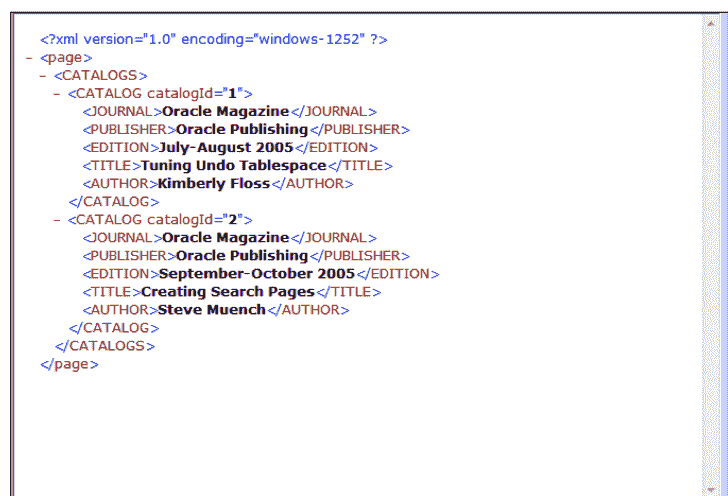 <?xml version="1.0" encoding="windows-1252" ?>
- <page>
- <CATALOGS>
- <CATALOG catalogId="1">
<JOURNAL>Oracle Magazine</JOURNAL>
<PUBLISHER>Oracle Publishing</PUBLISHER>
<EDITION>July-August 2005</EDITION>
<TITLE>Tuning Undo Tablespace</TITLE>
<AUTHOR>Kimberly Floss</AUTHOR>
</CATALOG>
- <CATALOG catalogId="2">
<JOURNAL>Oracle Magazine</JOURNAL>
<PUBLISHER>Oracle Publishing</PUBLISHER>
<EDITION>September-October 2005</EDITION>
<TITLE>Creating Search Pages</TITLE>
<AUTHOR>Steve Muench</AUTHOR>
</CATALOG>
</CATALOGS>
</page>